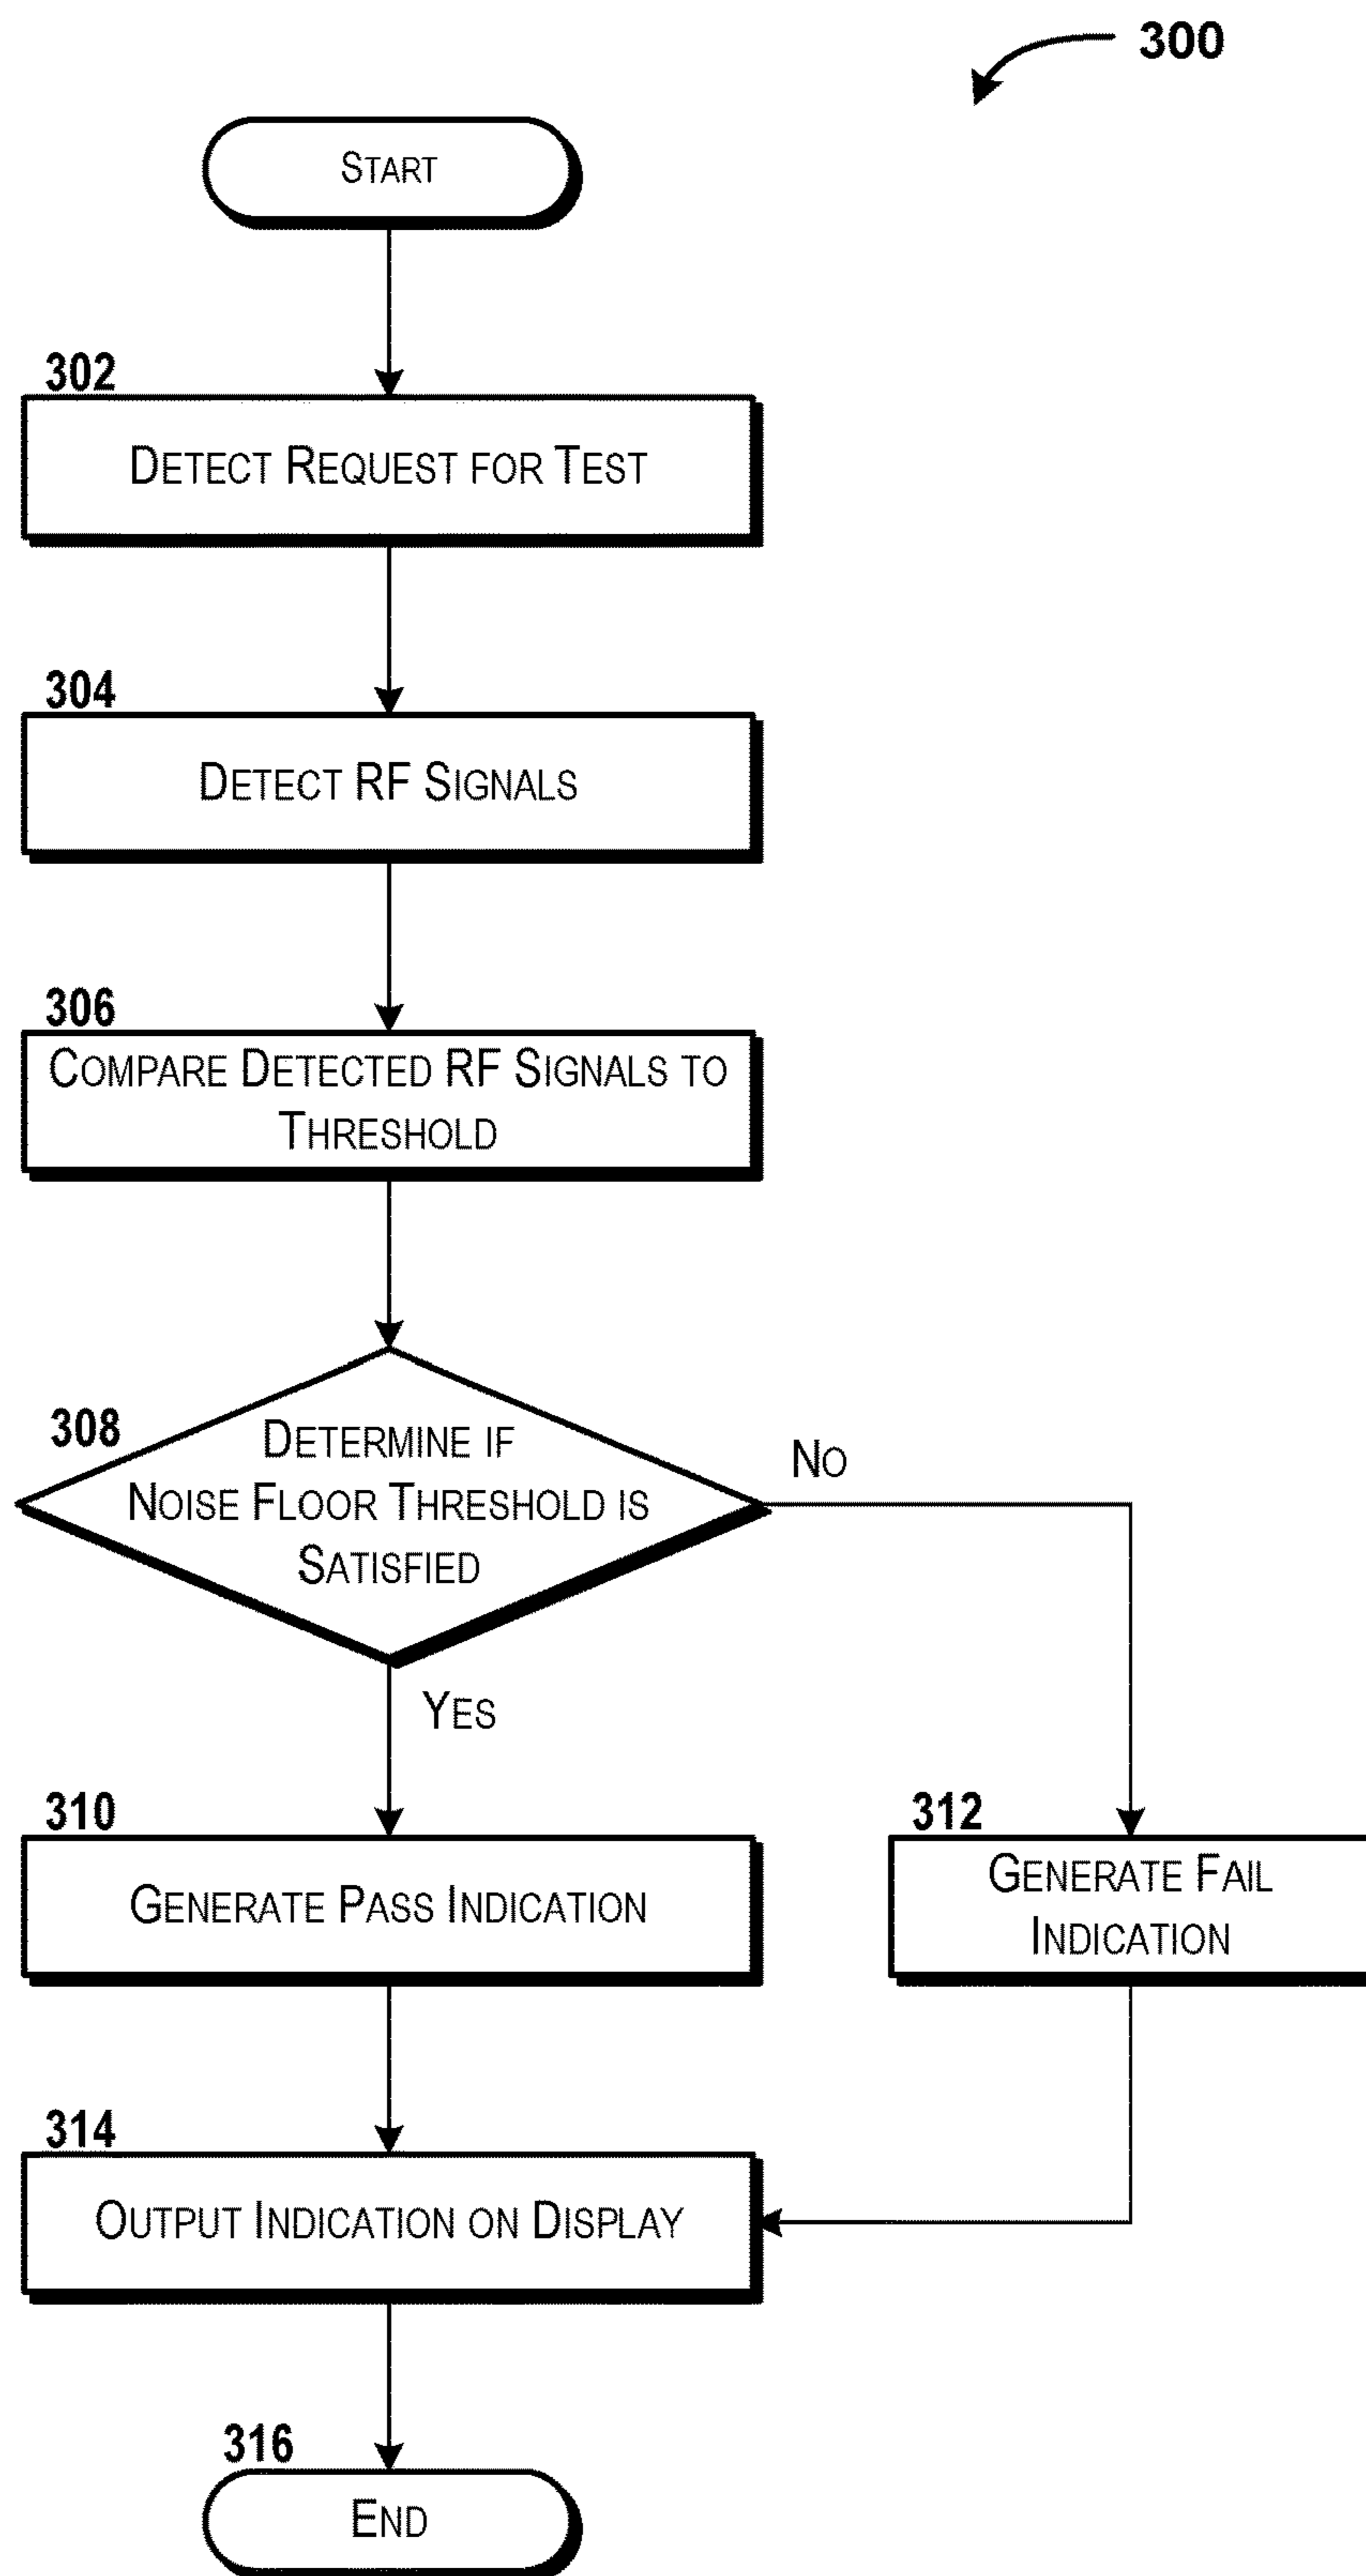 300
START
302
DETECT REQUEST FOR TEST
304
DETECT RF SIGNALS
306
COMPARE DETECTED RF SIGNALS TO
THRESHOLD
308
DETERMINE IF
NOISE FLOOR THRESHOLD IS
SATISFIED
NO
YES
310
GENERATE PASS INDICATION
312
GENERATE FAIL
INDICATION
314
OUTPUT INDICATION ON DISPLAY
316
END